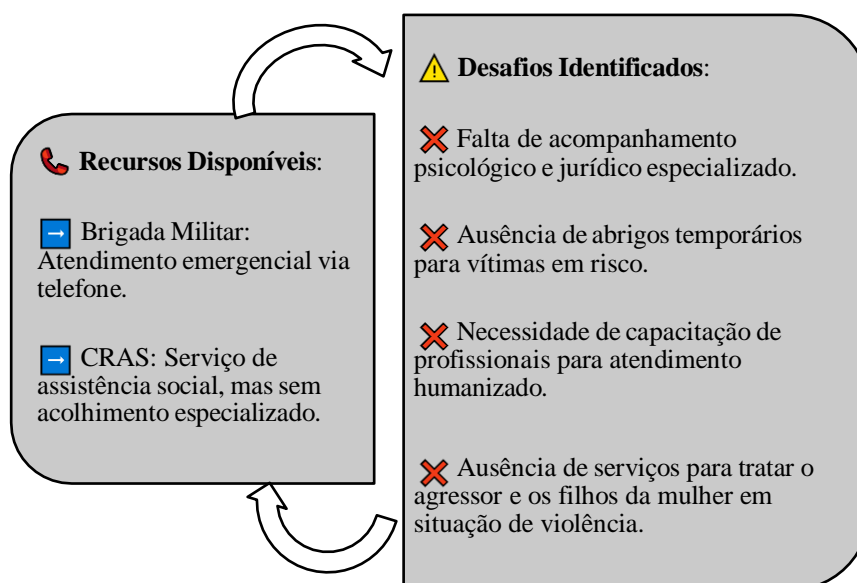 📞 Recursos Disponíveis:
➡ Brigada Militar:
Atendimento emergencial via
telefone.
➡ CRAS: Serviço de
assistência social, mas sem
acolhimento especializado.
⚠ Desafios Identificados:
❌ Falta de acompanhamento
psicológico e jurídico especializado.
❌ Ausência de abrigos temporários
para vítimas em risco.
❌ Necessidade de capacitação de
profissionais para atendimento
humanizado.
❌ Ausência de serviços para tratar o
agressor e os filhos da mulher em
situação de violência.